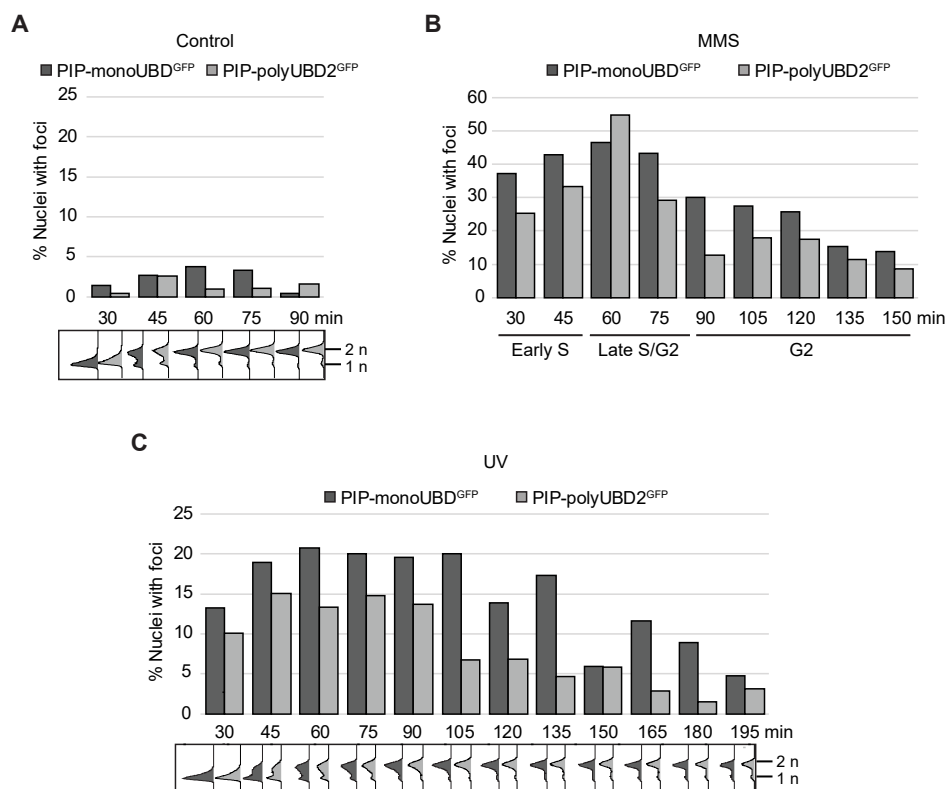 A
Control
PIP-monoUBDGFP PIP-polyUBD2GFP
25
20
15
10
5
0
% Nuclei with foci
30 45 60 75 90 min
2 n
1 n
B
MMS
PIP-monoUBDGFP PIP-polyUBD2GFP
60
50
40
30
20
10
0
% Nuclei with foci
30 45 60 75 90 105 120 135 150 min
Early S Late S/G2 G2
C
UV
PIP-monoUBDGFP PIP-polyUBD2GFP
25
20
15
10
5
0
% Nuclei with foci
30 45 60 75 90 105 120 135 150 165 180 195 min
2 n
1 n